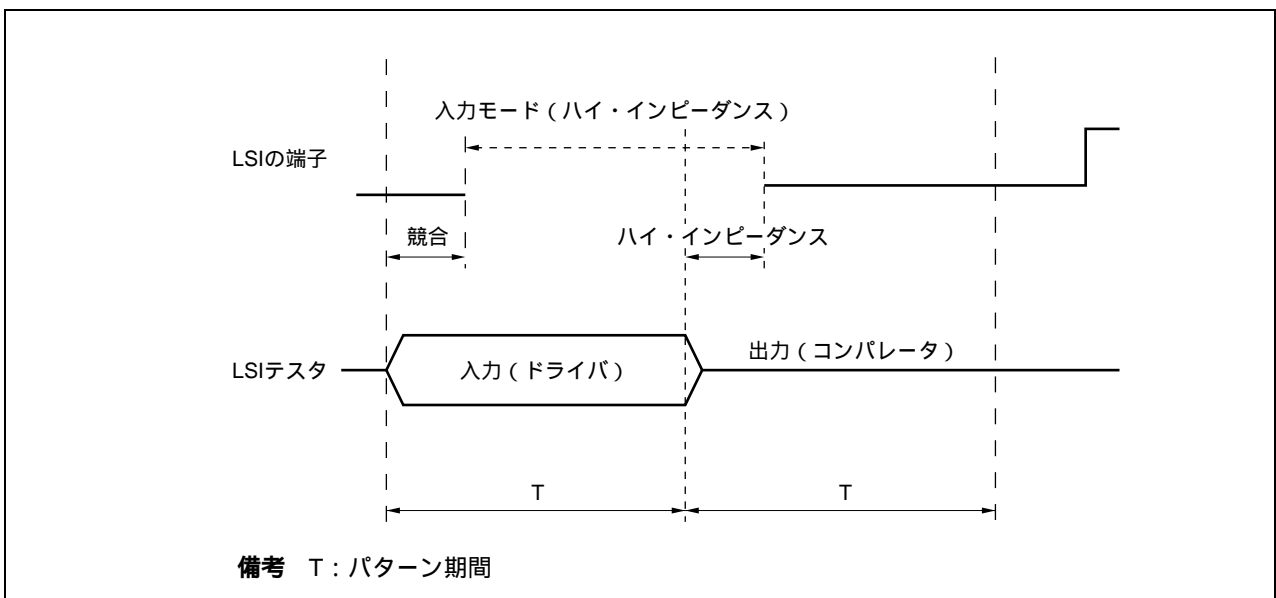 入力モード(ハイ・インピーダンス)
LSIの端子
競合
ハイ・インピーダンス
LSIテスタ
入力(ドライバ)
出力(コンパレータ)
T
T
備考 T:パターン期間